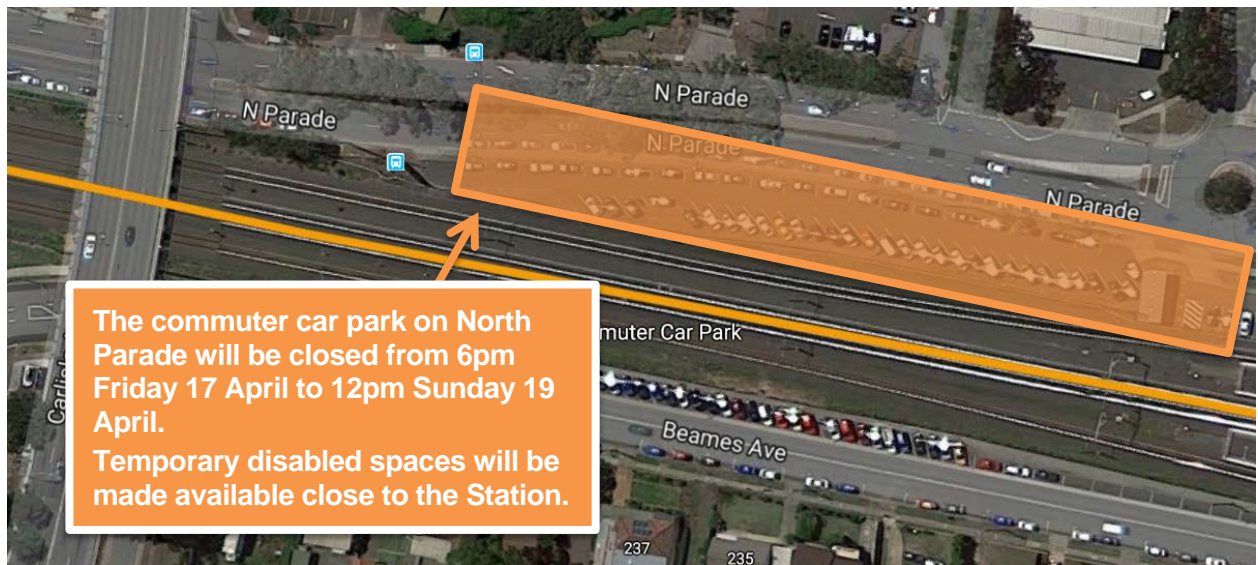 N Parade
N Parade
N Parade
N Parade
The commuter car park on North
Parade will be closed from 6pm
Friday 17 April to 12pm Sunday 19
April.
Temporary disabled spaces will be
made available close to the Station.
muter Car Park
Beames Ave
237
235